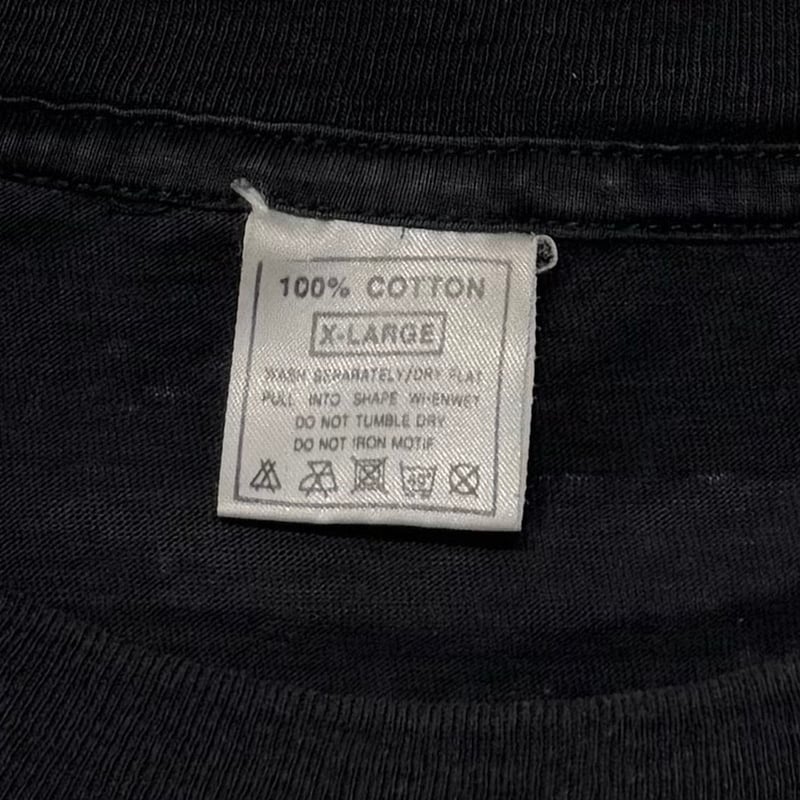 100% COTTON
X-LARGE
WASH SEPARATELY/DRY FLAT
PULL INTO SHAPE WHENWET
DO NOT TUMBLE DRY
DO NOT IRON MOTIF
40°